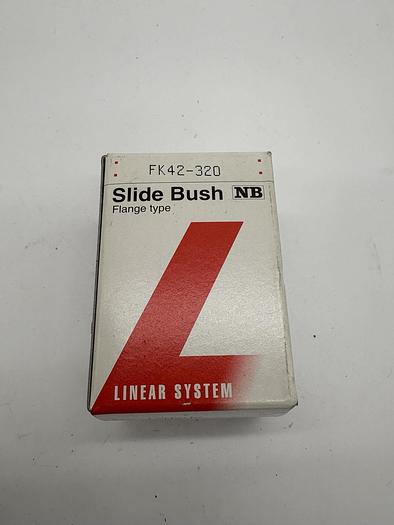 FK42-320
Slide Bush NB
Flange type
LINEAR SYSTEM